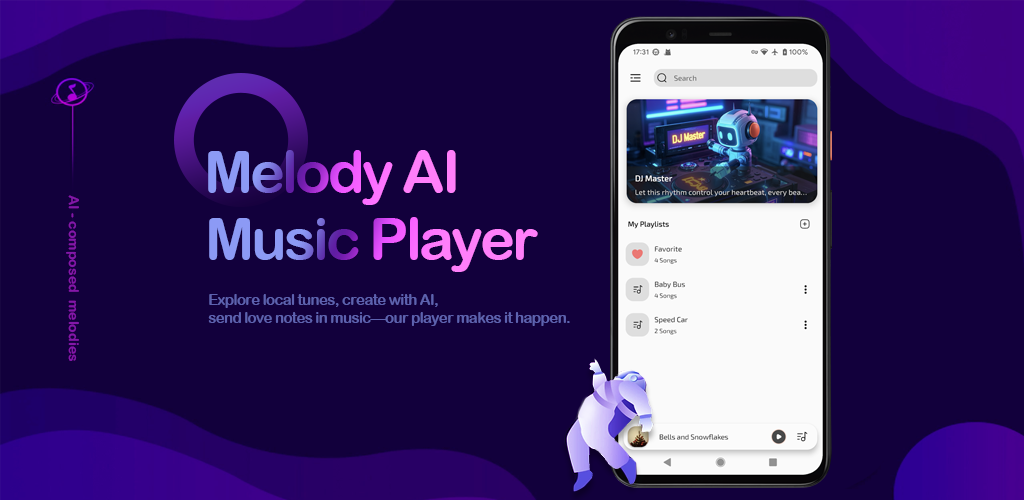 AI - composed melodies
Melody AI
Music Player
Explore local tunes, create with AI,
send love notes in music—our player makes it happen.
17:31
100%
Search
DJ Master
DJ Master
Let this rhythm control your heartbeat, every bea...
My Playlists
Favorite
4 Songs
Baby Bus
4 Songs
Speed Car
2 Songs
Bells and Snowflakes